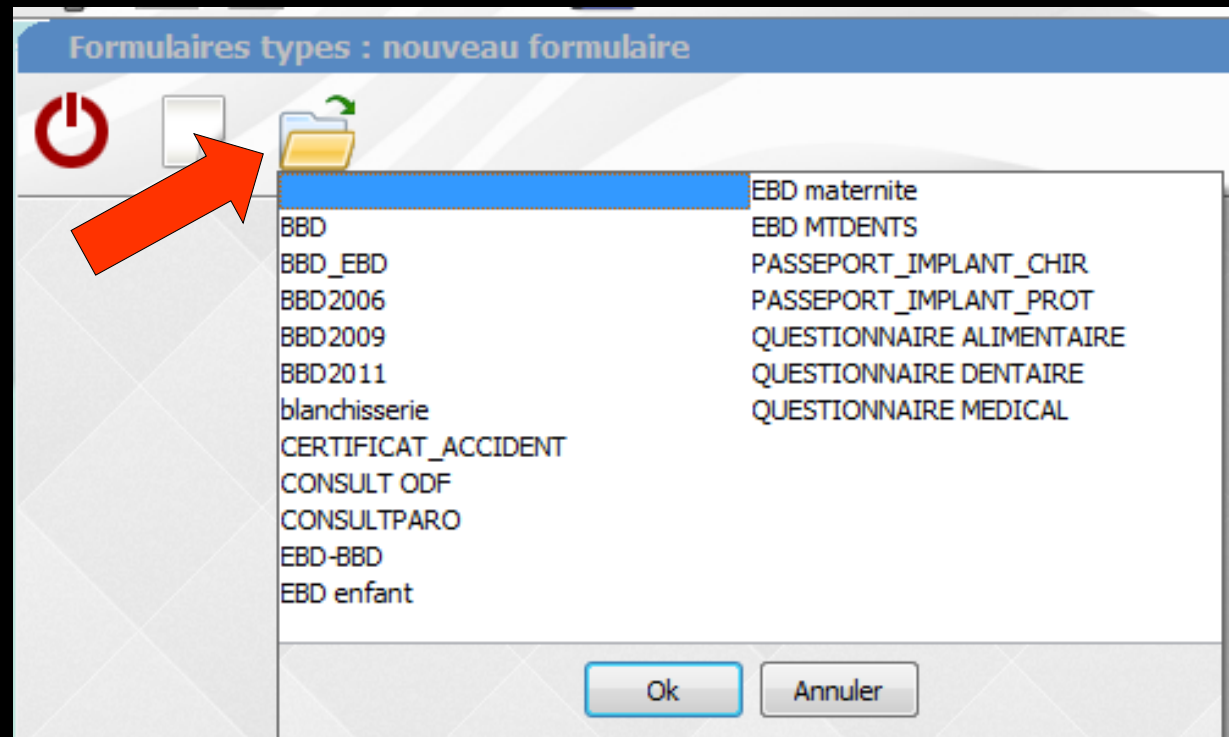 Formulaires types : nouveau formulaire
BBD
BBD_EBD
BBD2006
BBD2009
BBD2011
blanchisserie
CERTIFICAT_ACCIDENT
CONSULT ODF
CONSULTPARO
EBD-BBD
EBD enfant
EBD maternite
EBD MTDENTS
PASSEPORT_IMPLANT_CHIR
PASSEPORT_IMPLANT_PROT
QUESTIONNAIRE ALIMENTAIRE
QUESTIONNAIRE DENTAIRE
QUESTIONNAIRE MEDICAL
Ok
Annuler